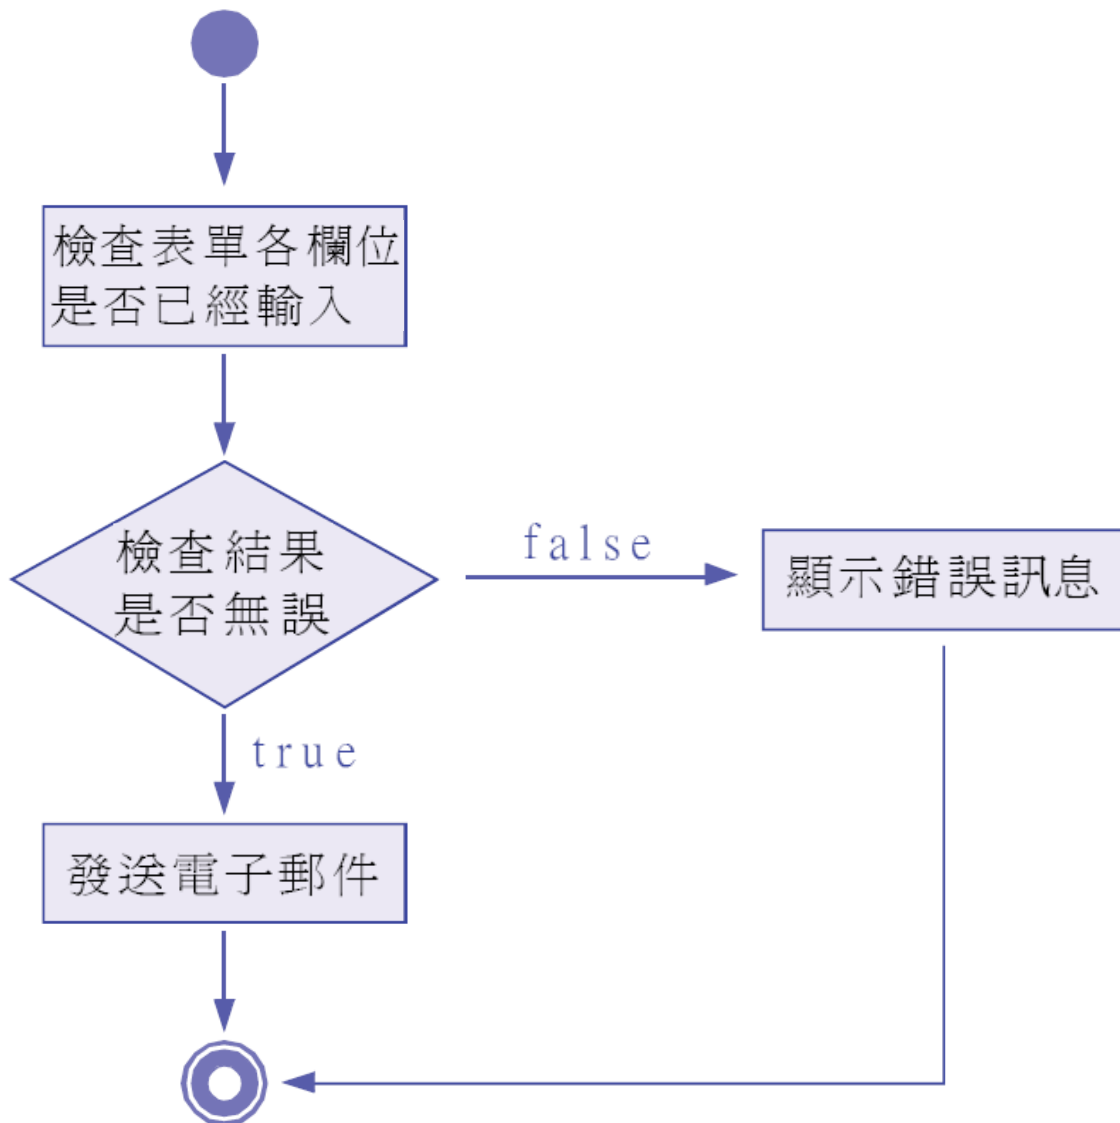 檢查表單各欄位
是否已經輸入
檢查結果
是否無誤
false
顯示錯誤訊息
true
發送電子郵件